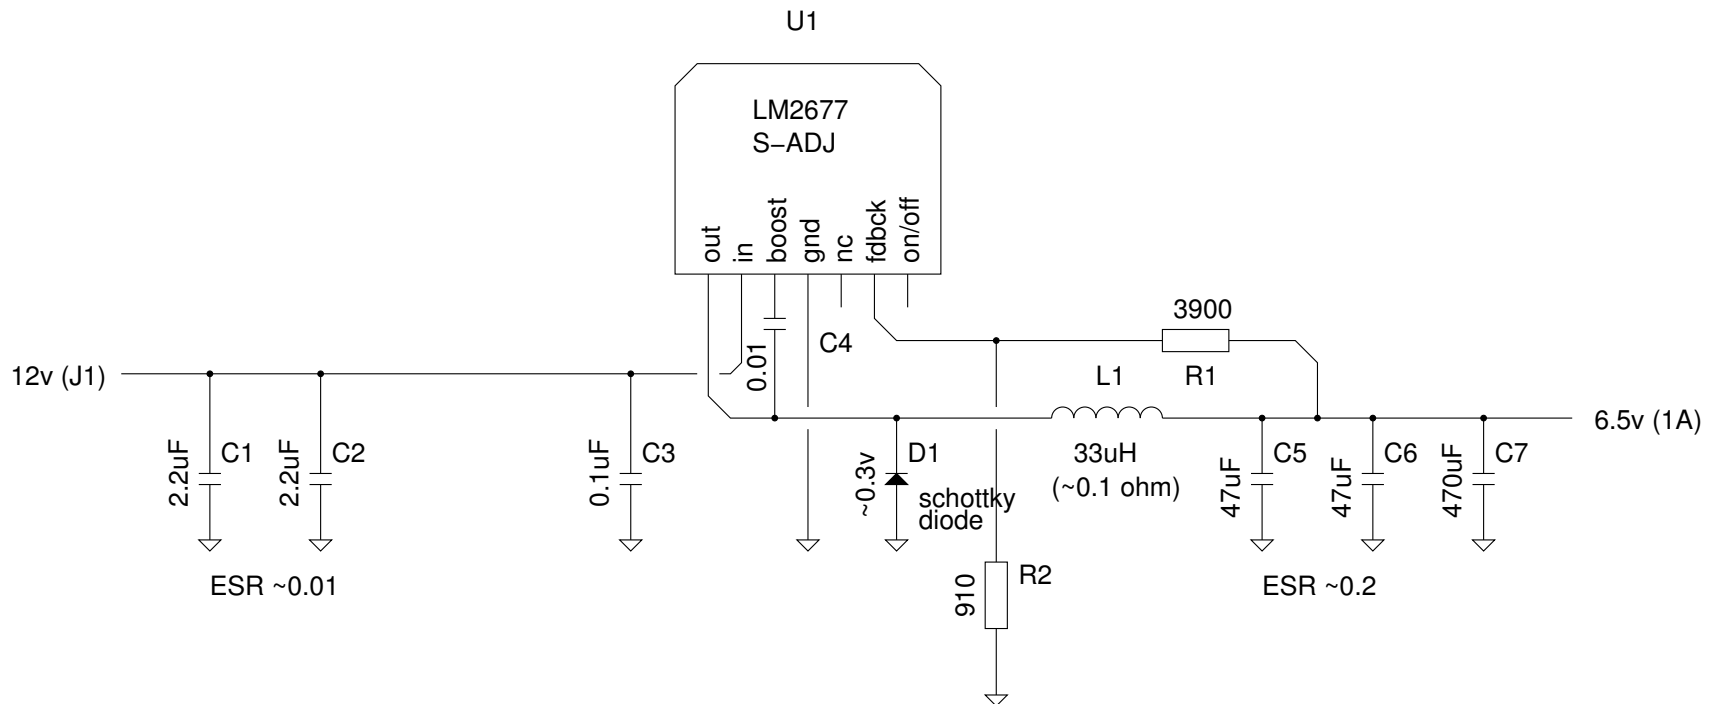 U1
LM2677
S−ADJ
out
in
boost
gnd
nc
fdbck
on/off
3900
R1
0.01
C4
12v (J1)
L1
6.5v (1A)
2.2uF
C1
2.2uF
C2
0.1uF
C3
~0.3v
D1
schottky
diode
33uH
(~0.1 ohm)
47uF
C5
47uF
C6
470uF
C7
ESR ~0.01
910
R2
ESR ~0.2